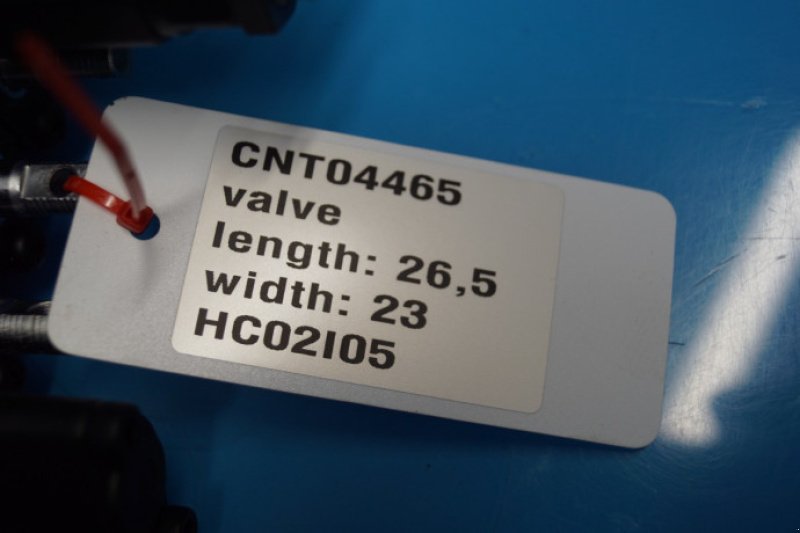 CNT04465
valve
length: 26,5
width: 23
HC02I05